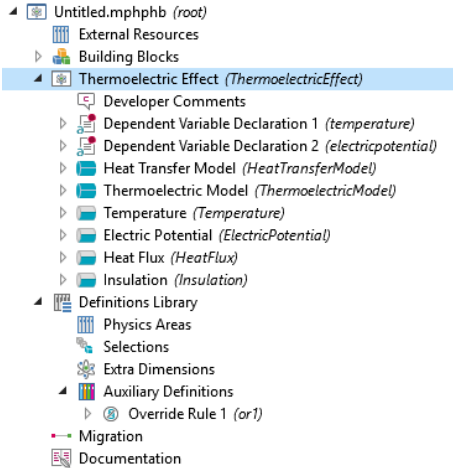 Untitled.mphphb (root)
External Resources
Building Blocks
Thermoelectric Effect (ThermoelectricEffect)
Developer Comments
Dependent Variable Declaration 1 (temperature)
Dependent Variable Declaration 2 (electricpotential)
Heat Transfer Model (HeatTransferModel)
Thermoelectric Model (ThermoelectricModel)
Temperature (Temperature)
Electric Potential (ElectricPotential)
Heat Flux (HeatFlux)
Insulation (Insulation)
Definitions Library
Physics Areas
Selections
Extra Dimensions
Auxiliary Definitions
Override Rule 1 (or1)
Migration
Documentation